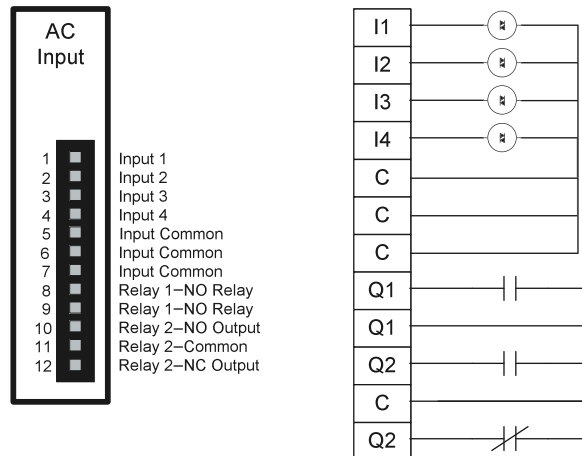 AC
Input
1 Input 1
2 Input 2
3 Input 3
4 Input 4
5 Input Common
6 Input Common
7 Input Common
8 Relay 1–NO Relay
9 Relay 1–NO Relay
10 Relay 2–NO Output
11 Relay 2–Common
12 Relay 2–NC Output
I1
I2
I3
I4
C
C
C
Q1
Q1
Q2
C
Q2